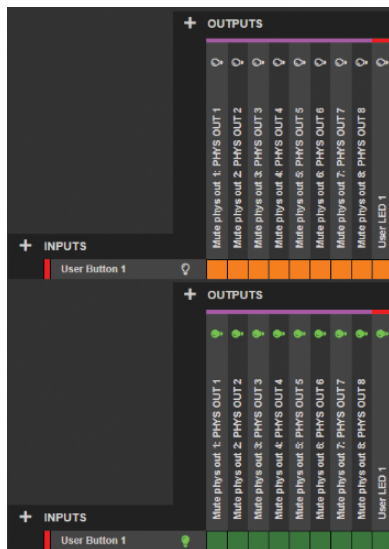 + OUTPUTS
Mute phys out 1: PHYS OUT 1
Mute phys out 2: PHYS OUT 2
Mute phys out 3: PHYS OUT 3
Mute phys out 4: PHYS OUT 4
Mute phys out 5: PHYS OUT 5
Mute phys out 6: PHYS OUT 6
Mute phys out 7: PHYS OUT 7
Mute phys out 8: PHYS OUT 8
User LED 1
+ INPUTS
User Button 1
+ OUTPUTS
Mute phys out 1: PHYS OUT 1
Mute phys out 2: PHYS OUT 2
Mute phys out 3: PHYS OUT 3
Mute phys out 4: PHYS OUT 4
Mute phys out 5: PHYS OUT 5
Mute phys out 6: PHYS OUT 6
Mute phys out 7: PHYS OUT 7
Mute phys out 8: PHYS OUT 8
User LED 1
+ INPUTS
User Button 1